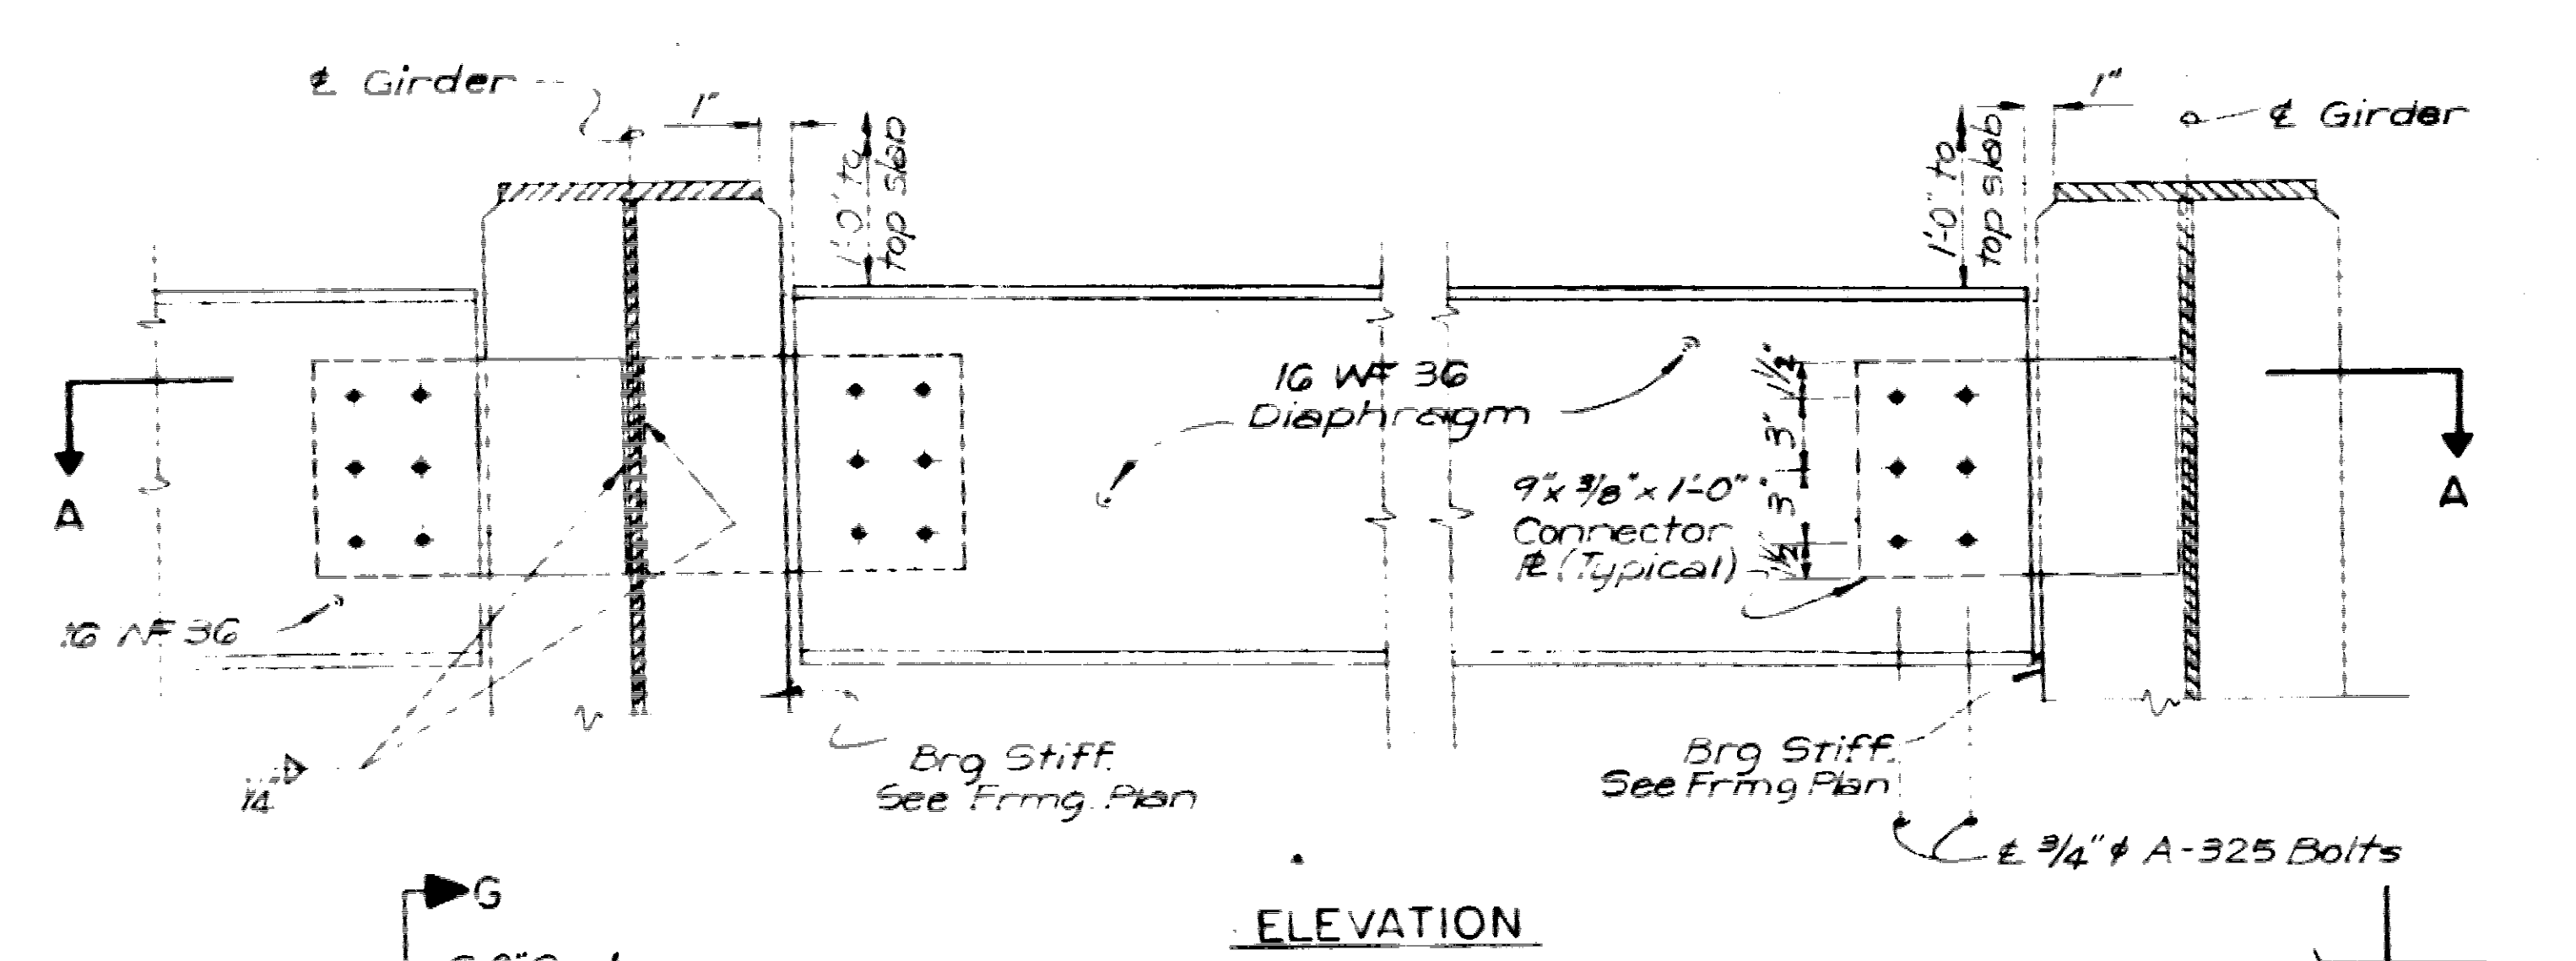 ℄ Girder
1"
1'-0" to
top slab
1'-0" to
top slab
1"
℄ Girder
16 WF 36
Diaphragm
1½"
3"
3"
1½"
9"x 3/8"x 1'-0"
Connector
℄ (Typical)
A
A
16 WF 36
1/4"
Brg Stiff.
See Frmg. Plan
Brg Stiff.
See Frmg Plan
℄ 3/4" ϕ A-325 Bolts
G
ELEVATION